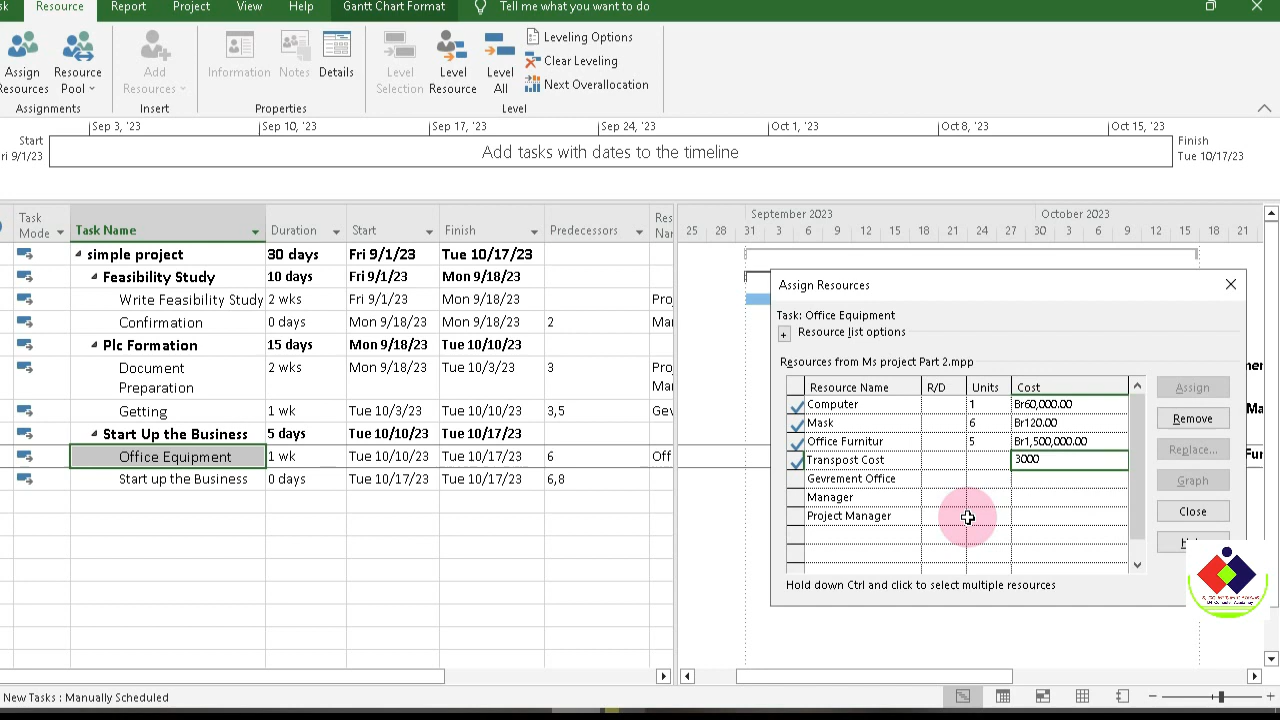 sk Resource Report Project View Help Gantt Chart Format Tell me what you want to do
Assign Resources
Resource Pool
Assignments
Add Resources
Insert
Information
Notes
Details
Properties
Level Selection
Level Resource
Level All
Leveling Options
Clear Leveling
Next Overallocation
Level
Sep 3, '23 Sep 10, '23 Sep 17, '23 Sep 24, '23 Oct 1, '23 Oct 8, '23 Oct 15, '23
Start
ri 9/1/23
Add tasks with dates to the timeline
Finish
Tue 10/17/23
Task Mode Task Name Duration Start Finish Predecessors Res Nar
simple project 30 days Fri 9/1/23 Tue 10/17/23
Feasibility Study 10 days Fri 9/1/23 Mon 9/18/23
Write Feasibility Study 2 wks Fri 9/1/23 Mon 9/18/23 Proj
Confirmation 0 days Mon 9/18/23 Mon 9/18/23 2 Mar
Plc Formation 15 days Mon 9/18/23 Tue 10/10/23
Document Preparation 2 wks Mon 9/18/23 Tue 10/3/23 3 Proj Mar
Getting 1 wk Tue 10/3/23 Tue 10/10/23 3,5 Gev
Start Up the Business 5 days Tue 10/10/23 Tue 10/17/23
Office Equipment 1 wk Tue 10/10/23 Tue 10/17/23 6 Off
Start up the Business 0 days Tue 10/17/23 Tue 10/17/23 6,8
September 2023 October 2023
25 28 31 3 6 9 12 15 18 21 24 27 30 3 6 9 12 15 18 21
Assign Resources
Task: Office Equipment
+ Resource list options
Resources from Ms project Part 2.mpp
Resource Name R/D Units Cost
Computer 1 Br60,000.00
Mask 6 Br120.00
Office Furnitur 5 Br1,500,000.00
Transpost Cost 3000
Gevrement Office
Manager
Project Manager
Assign
Remove
Replace...
Graph
Close
Hold down Ctrl and click to select multiple resources
New Tasks : Manually Scheduled